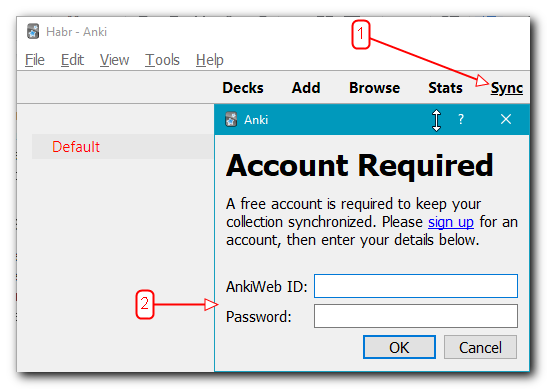 Habr - Anki
1
File Edit View Tools Help
Decks Add Browse Stats Sync
Anki ?
Default
Account Required
A free account is required to keep your
collection synchronized. Please sign up for an
account, then enter your details below.
AnkiWeb ID:
2
Password:
OK Cancel